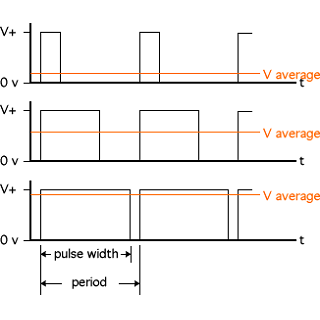 V+
V average
0 v t
V+
V average
0 v t
V+
V average
0 v t
pulse width
period